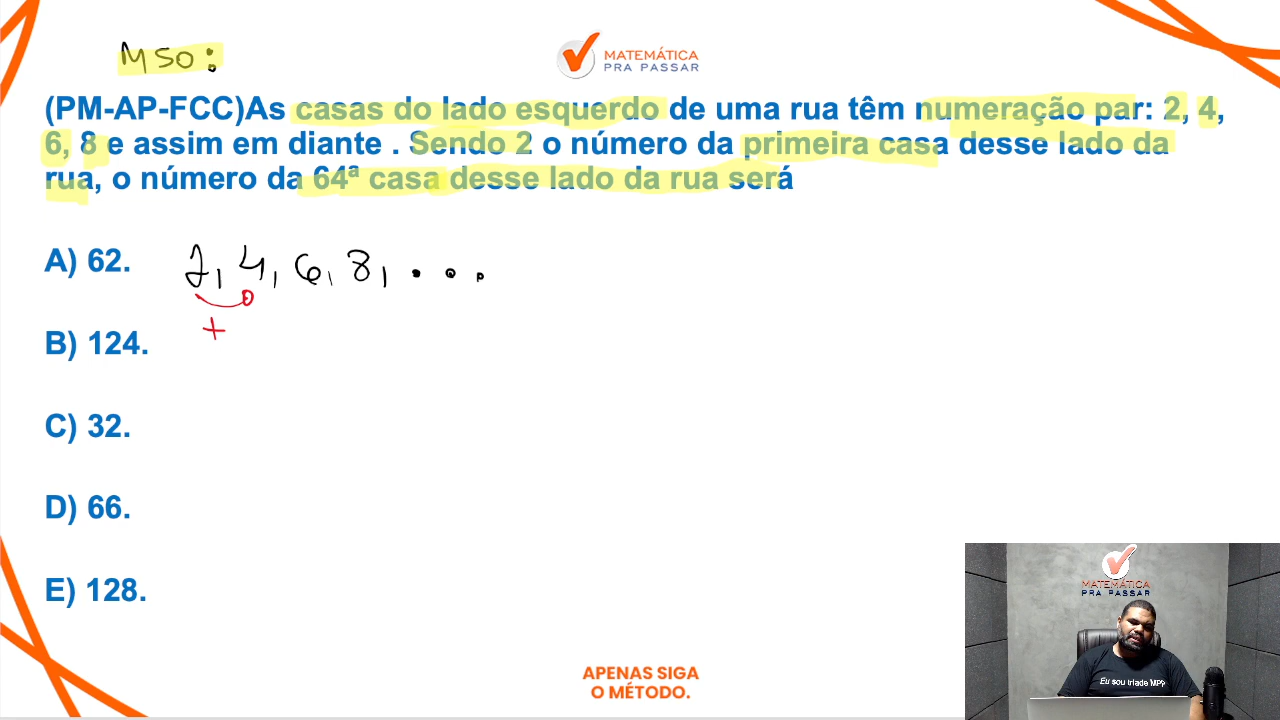 M50:
MATEMÁTICA
PRA PASSAR
(PM-AP-FCC)As casas do lado esquerdo de uma rua têm numeração par: 2, 4,
6, 8 e assim em diante . Sendo 2 o número da primeira casa desse lado da
rua, o número da 64ª casa desse lado da rua será
A) 62.
2, 4, 6, 8, . . .
+
B) 124.
C) 32.
D) 66.
E) 128.
MATEMÁTICA
PRA PASSAR
Eu sou tríade MPP
APENAS SIGA
O MÉTODO.